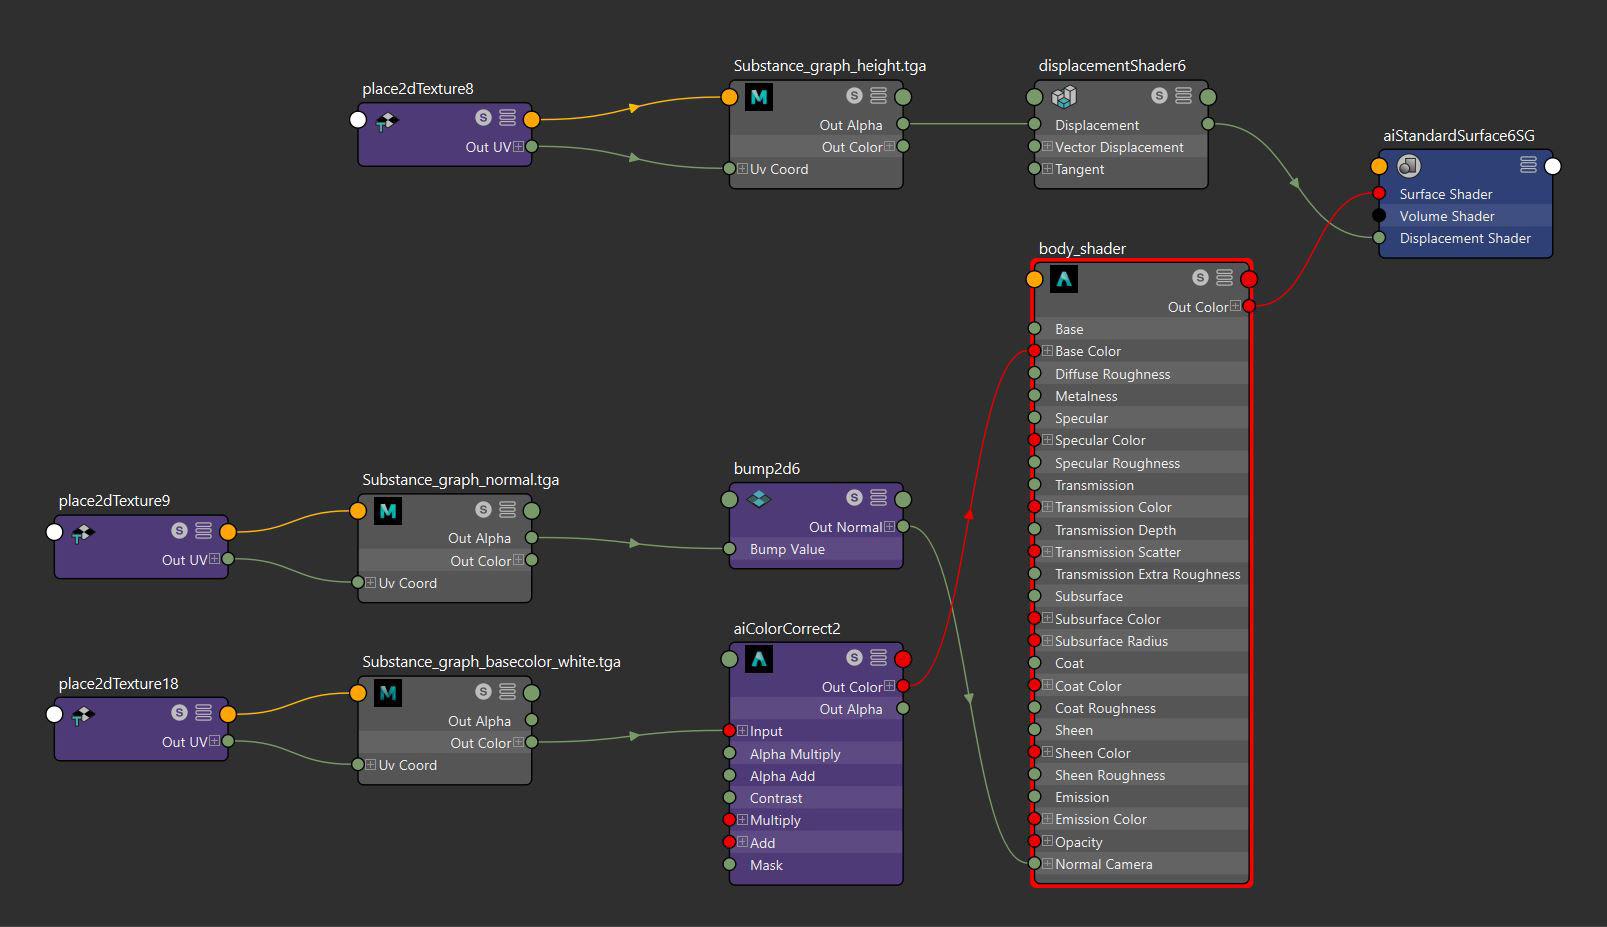 place2dTexture8
Out UV
Substance_graph_height.tga
Out Alpha
Out Color
Uv Coord
displacementShader6
Displacement
Vector Displacement
Tangent
aiStandardSurface6SG
Surface Shader
Volume Shader
Displacement Shader
body_shader
Out Color
Base
Base Color
Diffuse Roughness
Metalness
Specular
Specular Color
Specular Roughness
Transmission
Transmission Color
Transmission Depth
Transmission Scatter
Transmission Extra Roughness
Subsurface
Subsurface Color
Subsurface Radius
Coat
Coat Color
Coat Roughness
Sheen
Sheen Color
Sheen Roughness
Emission
Emission Color
Opacity
Normal Camera
place2dTexture9
Out UV
Substance_graph_normal.tga
Out Alpha
Out Color
Uv Coord
bump2d6
Out Normal
Bump Value
place2dTexture18
Out UV
Substance_graph_basecolor_white.tga
Out Alpha
Out Color
Uv Coord
aiColorCorrect2
Out Color
Out Alpha
Input
Alpha Multiply
Alpha Add
Contrast
Multiply
Add
Mask